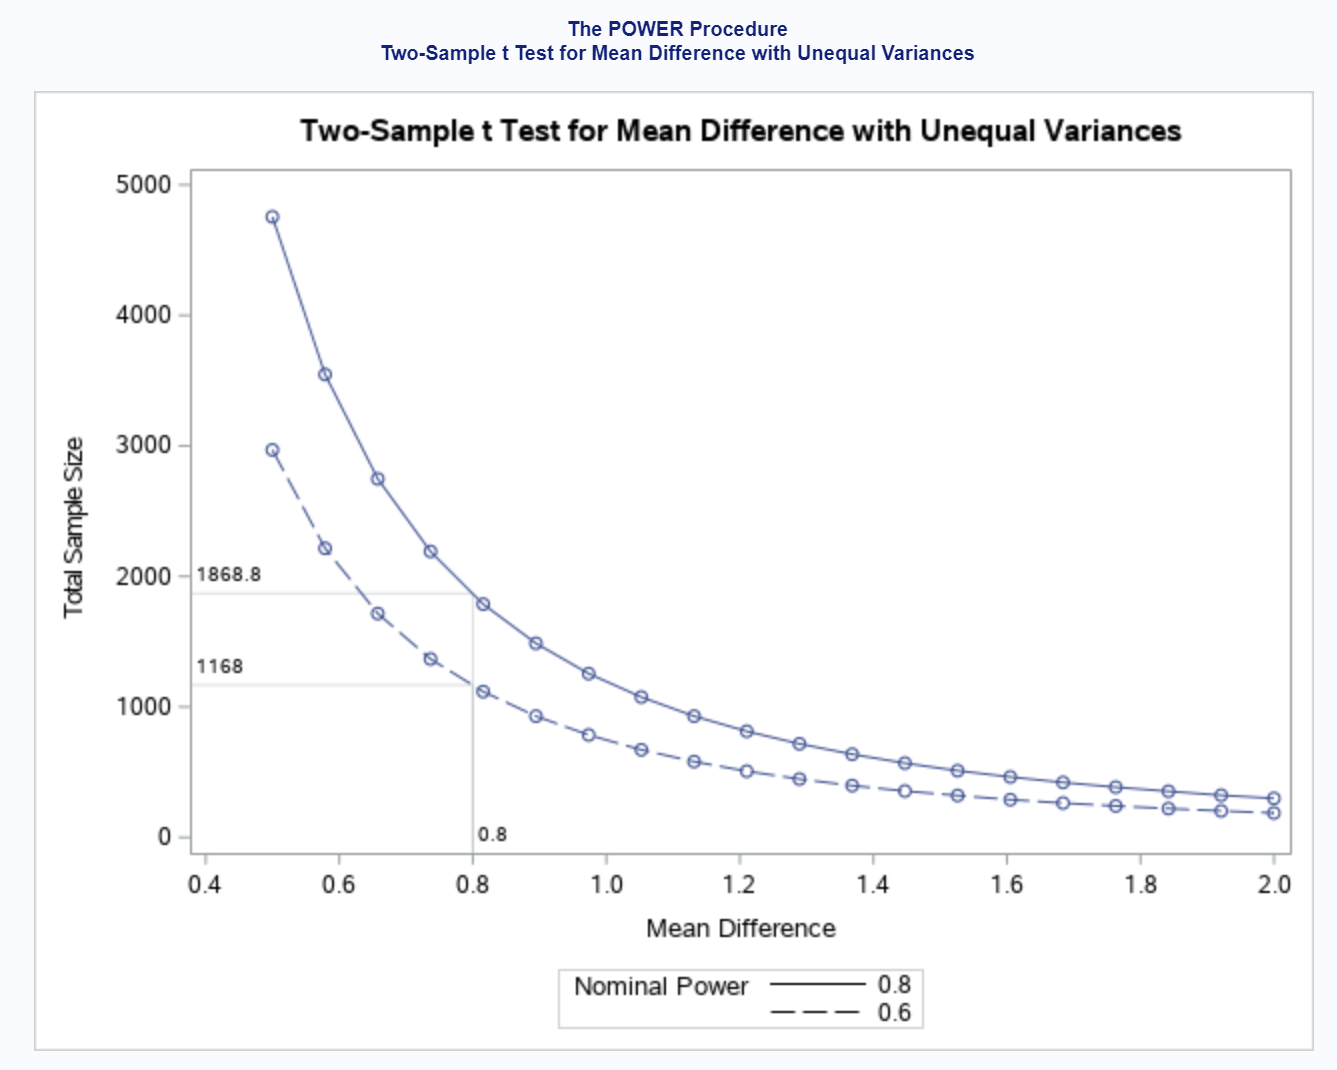 The POWER Procedure
Two-Sample t Test for Mean Difference with Unequal Variances
Two-Sample t Test for Mean Difference with Unequal Variances
5000
4000
3000
2000
1000
0
Total Sample Size
1868.8
1168
0.8
0.4 0.6 0.8 1.0 1.2 1.4 1.6 1.8 2.0
Mean Difference
Nominal Power 0.8
0.6